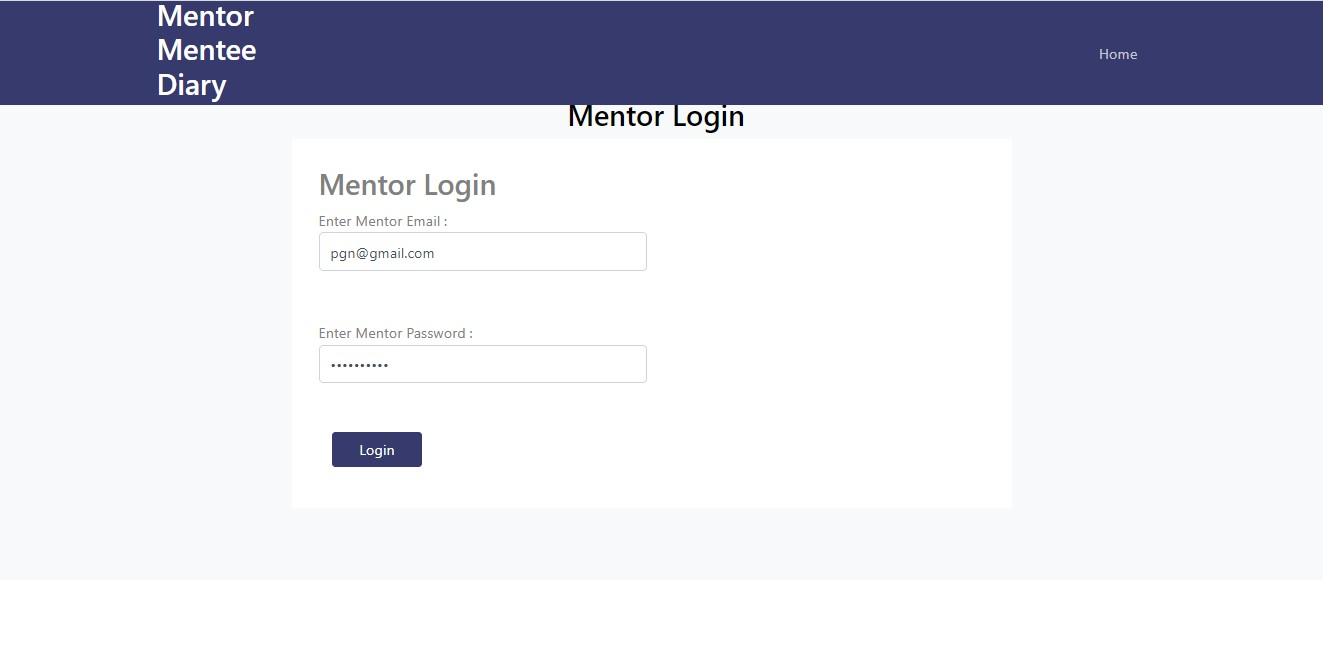 Mentor
Mentee
Diary
Home
Mentor Login
Mentor Login
Enter Mentor Email :
pgn@gmail.com
Enter Mentor Password :
••••••••••
Login